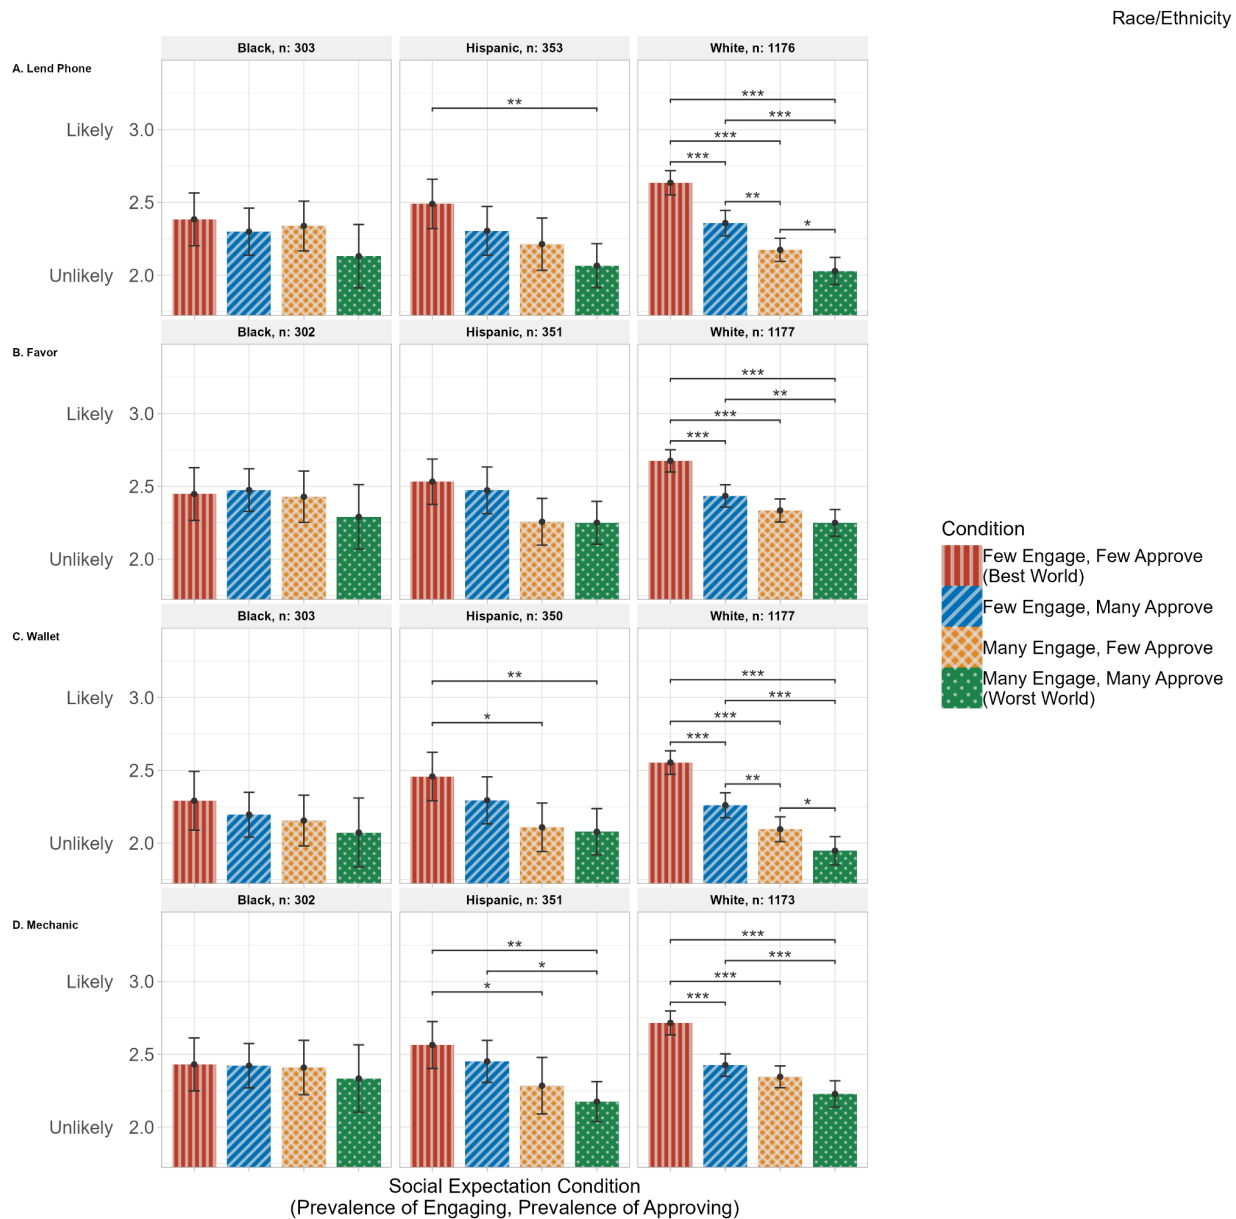 Race/Ethnicity
Black, n: 303
Hispanic, n: 353
White, n: 1176
A. Lend Phone
Likely 3.0
2.5
Unlikely 2.0
**
***
***
***
***
**
*
Black, n: 302
Hispanic, n: 351
White, n: 1177
B. Favor
Likely 3.0
2.5
Unlikely 2.0
***
**
***
***
Black, n: 303
Hispanic, n: 350
White, n: 1177
C. Wallet
Likely 3.0
2.5
Unlikely 2.0
**
*
***
***
***
***
**
*
Black, n: 302
Hispanic, n: 351
White, n: 1173
D. Mechanic
Likely 3.0
2.5
Unlikely 2.0
**
*
*
***
***
***
***
Social Expectation Condition
(Prevalence of Engaging, Prevalence of Approving)
Condition
Few Engage, Few Approve
(Best World)
Few Engage, Many Approve
Many Engage, Few Approve
Many Engage, Many Approve
(Worst World)